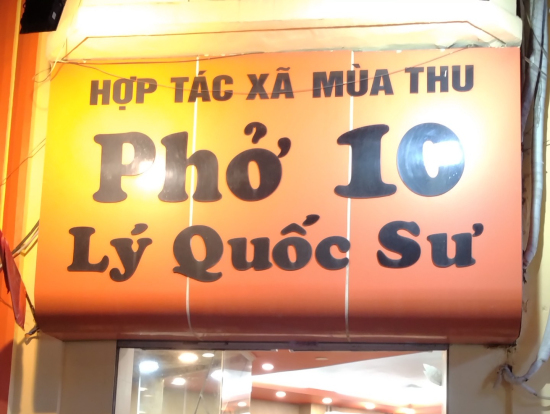 HỢP TÁC XÃ MÙA THU
Phở 10
Lý Quốc Sư